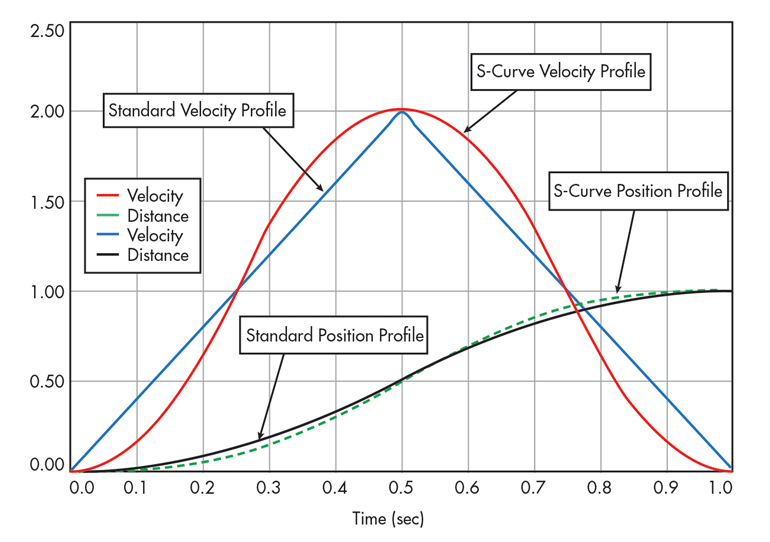 2.50
S-Curve Velocity Profile
2.00
Standard Velocity Profile
S-Curve Position Profile
Velocity
Distance
Velocity
Distance
1.50
1.00
Standard Position Profile
0.50
0.00
0.0 0.1 0.2 0.3 0.4 0.5 0.6 0.7 0.8 0.9 1.0
Time (sec)